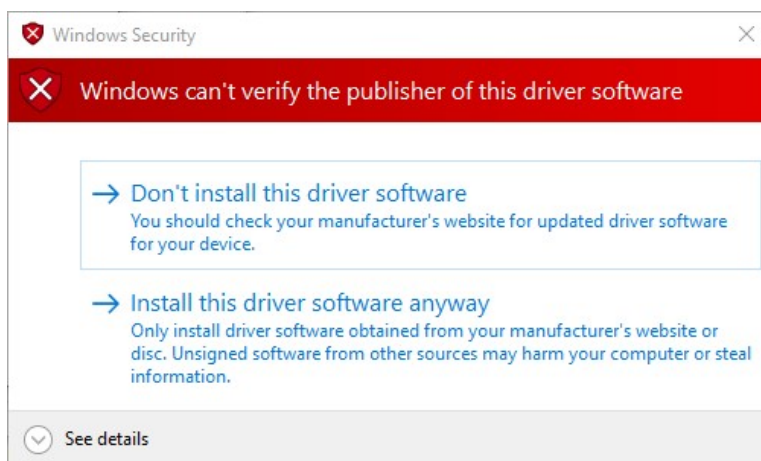 Windows Security
Windows can't verify the publisher of this driver software
Don't install this driver software
You should check your manufacturer's website for updated driver software
for your device.
Install this driver software anyway
Only install driver software obtained from your manufacturer's website or
disc. Unsigned software from other sources may harm your computer or steal
information.
See details